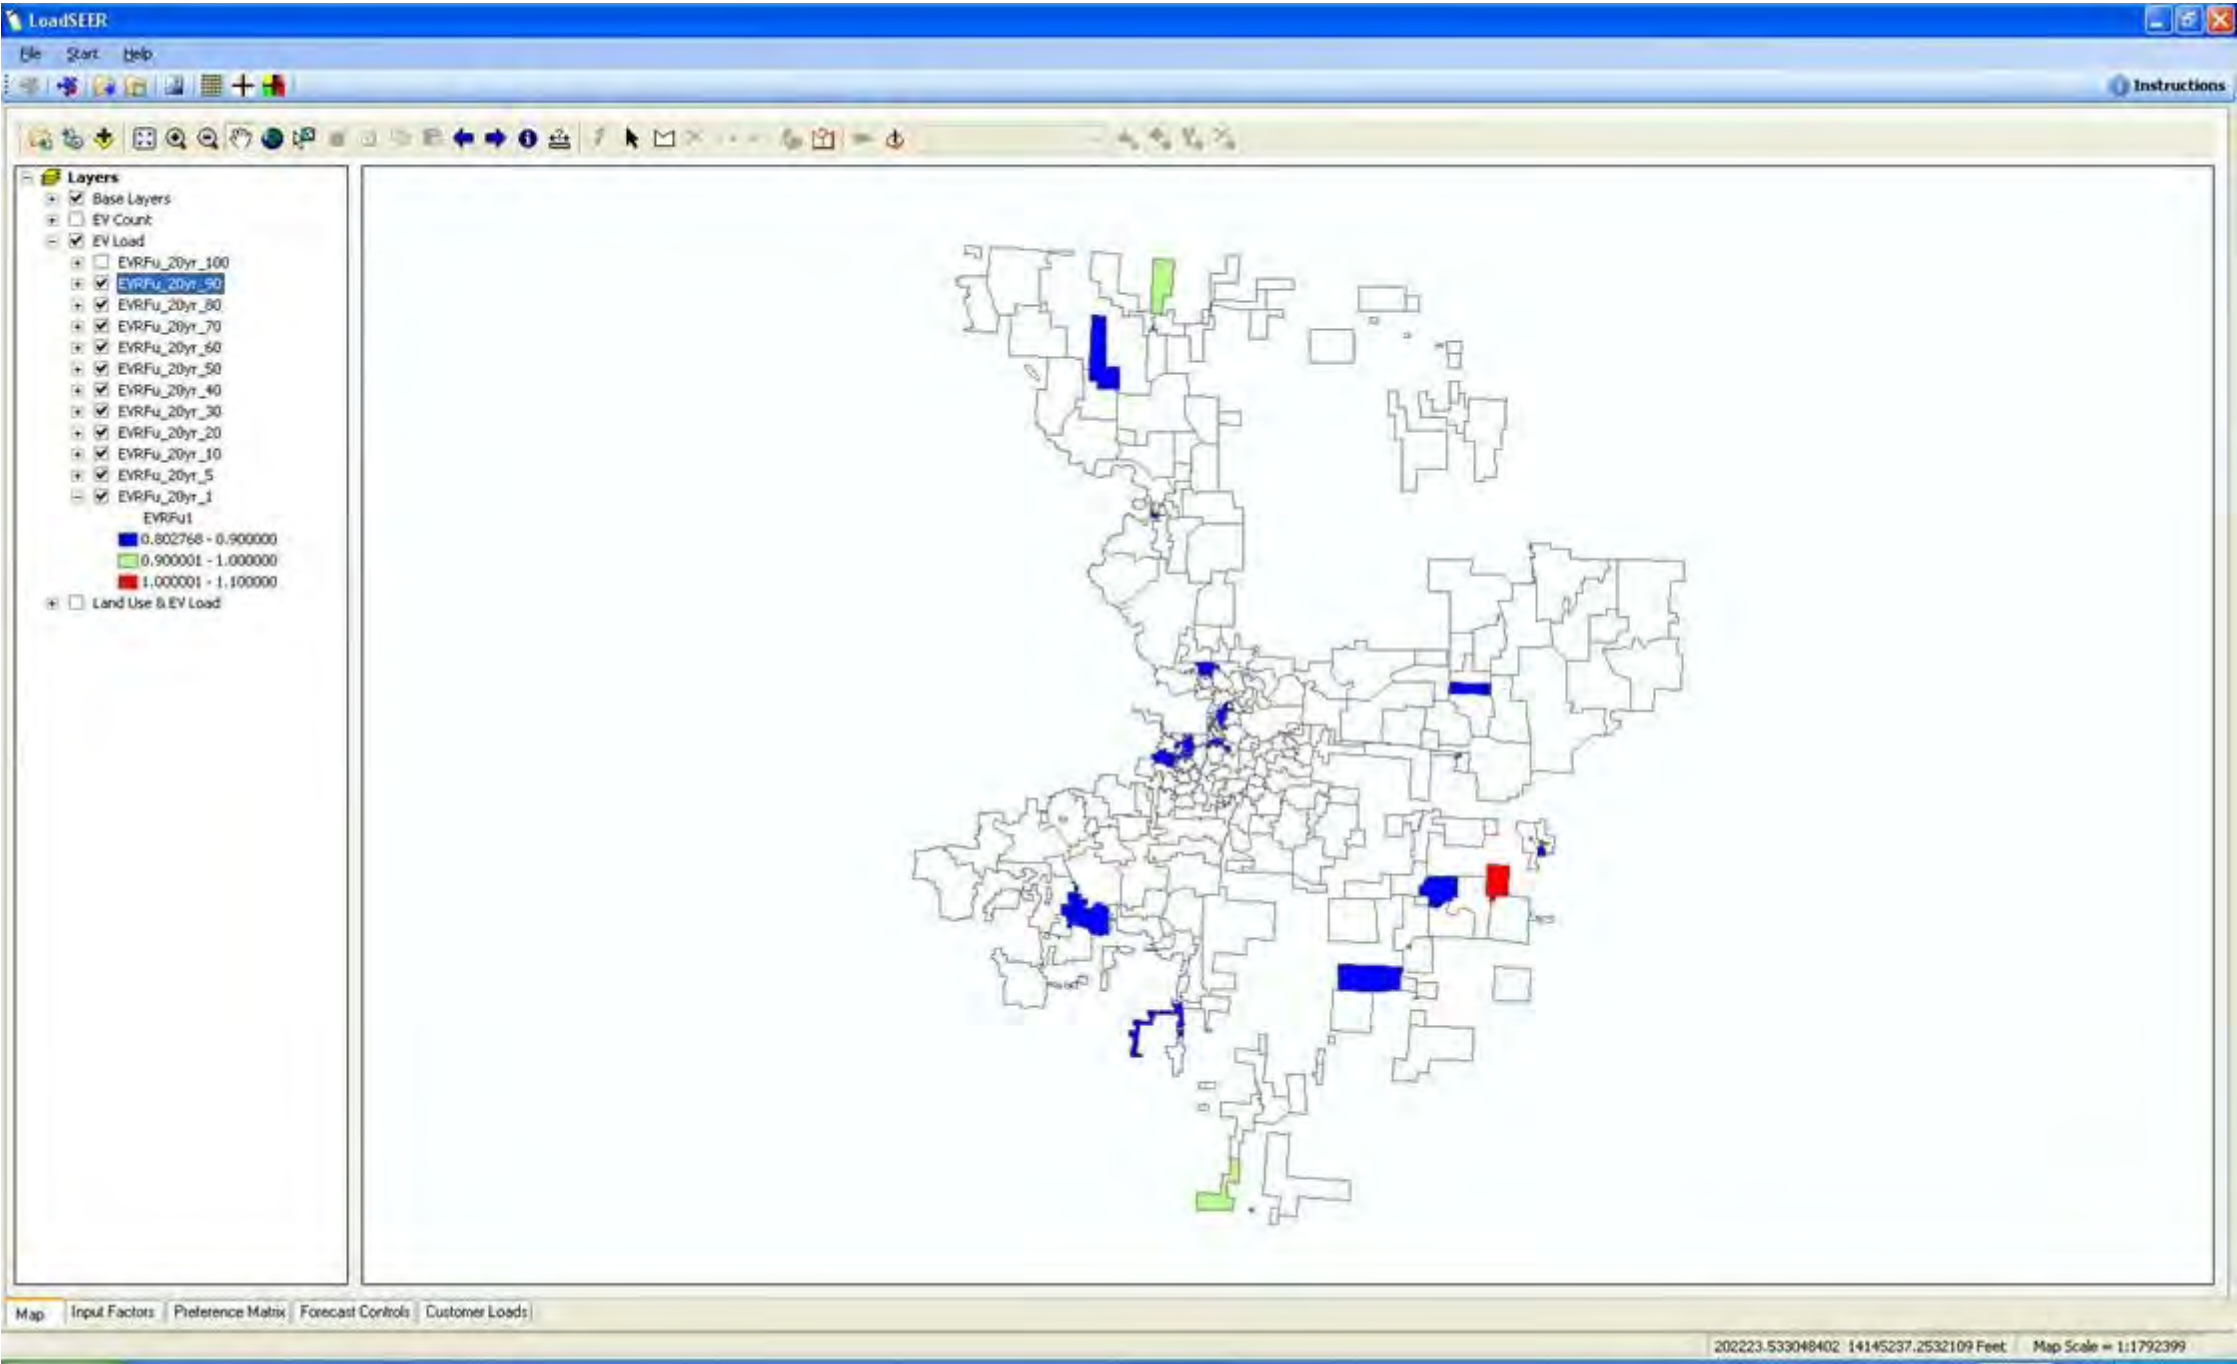 LoadSEER
File Start Help
Instructions
Layers
Base Layers
EV Count
EV Load
EVRFu_20yr_100
EVRFu_20yr_90
EVRFu_20yr_80
EVRFu_20yr_70
EVRFu_20yr_60
EVRFu_20yr_50
EVRFu_20yr_40
EVRFu_20yr_30
EVRFu_20yr_20
EVRFu_20yr_10
EVRFu_20yr_5
EVRFu_20yr_1
EVRFu1
0.802768 - 0.900000
0.900001 - 1.000000
1.000001 - 1.100000
Land Use & EV Load
Map Input Factors Preference Matrix Forecast Controls Customer Loads
202223.533048402 14145237.2532109 Feet Map Scale = 1:1792399